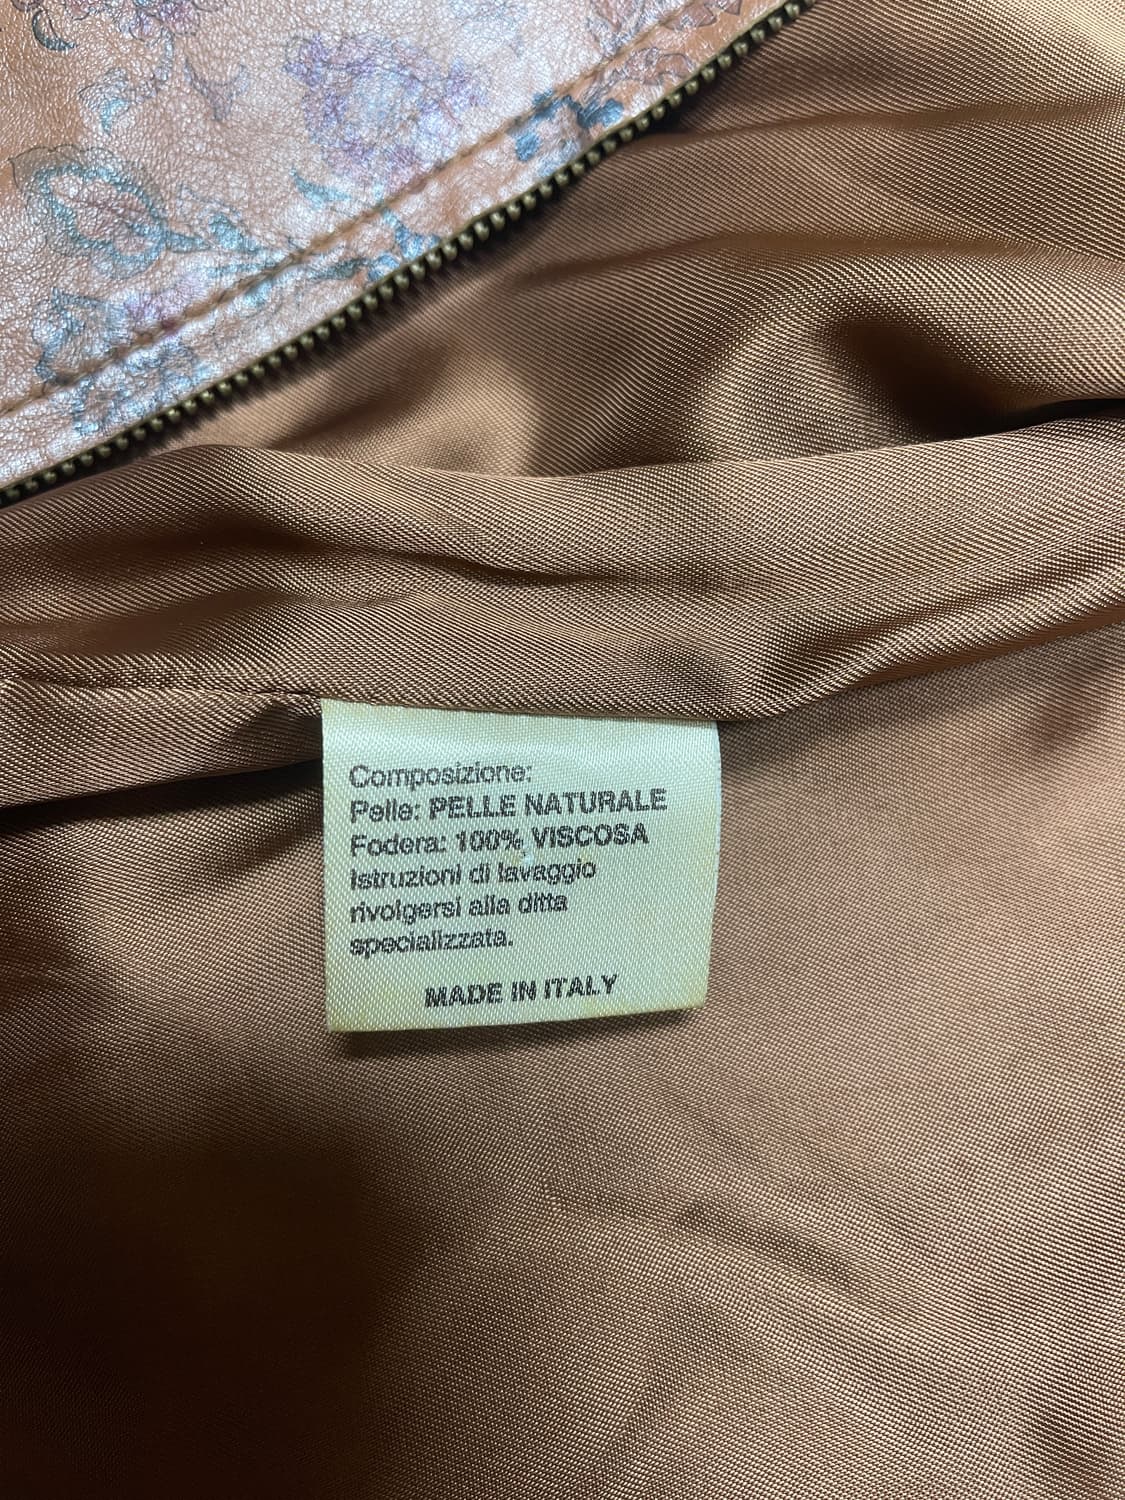 Composizione:
Pelle: PELLE NATURALE
Fodera: 100% VISCOSA
Istruzioni di lavaggio
rivolgersi alla ditta
specializzata.
MADE IN ITALY